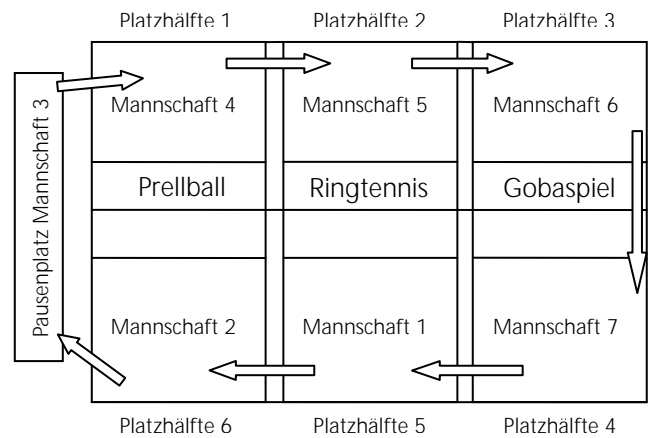 Platzhälfte 1
Platzhälfte 2
Platzhälfte 3
Pausenplatz Mannschaft 3
Mannschaft 4
Mannschaft 5
Mannschaft 6
Prellball
Ringtennis
Gobaspiel
Mannschaft 2
Mannschaft 1
Mannschaft 7
Platzhälfte 6
Platzhälfte 5
Platzhälfte 4